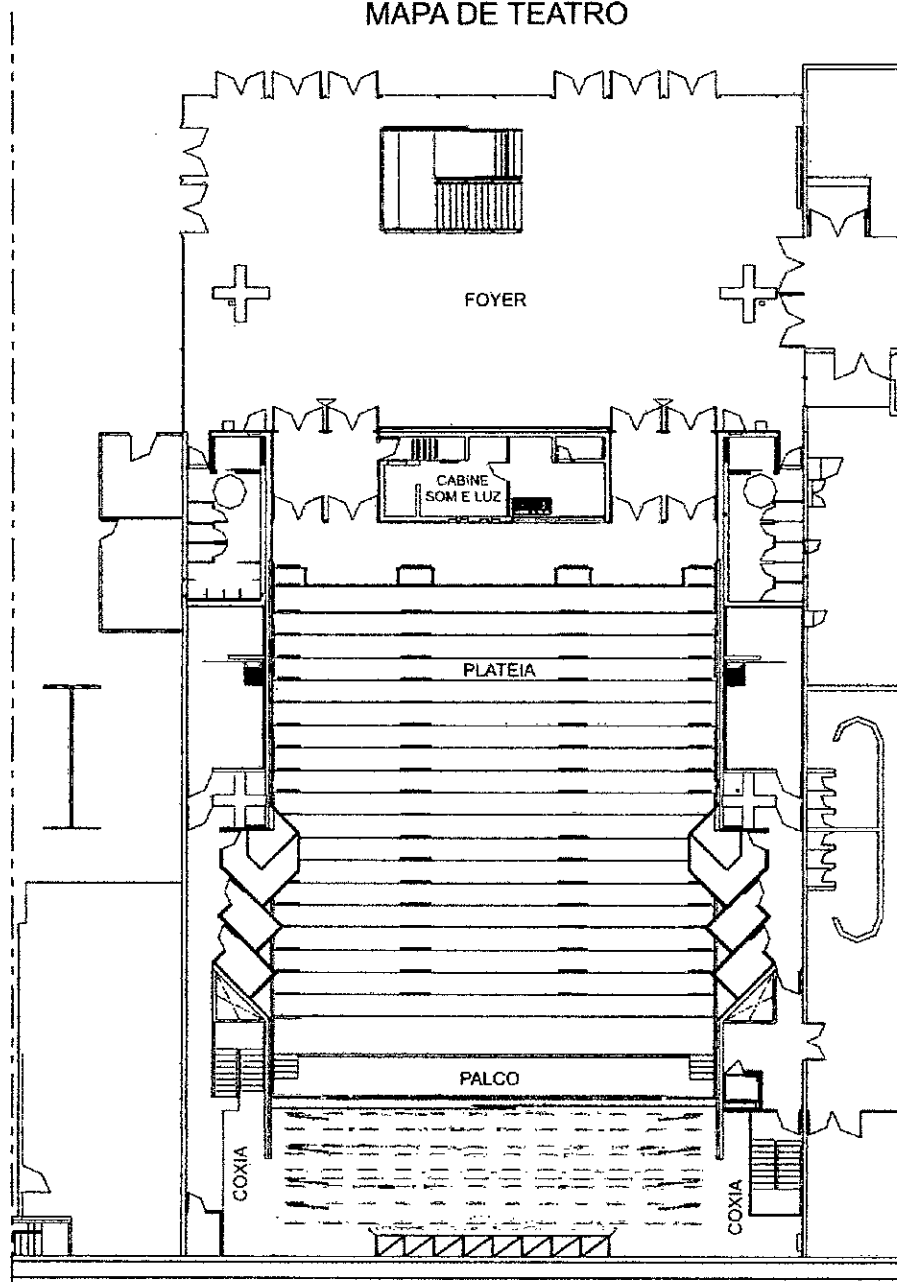 MAPA DE TEATRO
FOYER
CABINE
SOM E LUZ
PLATEIA
PALCO
COXIA
COXIA